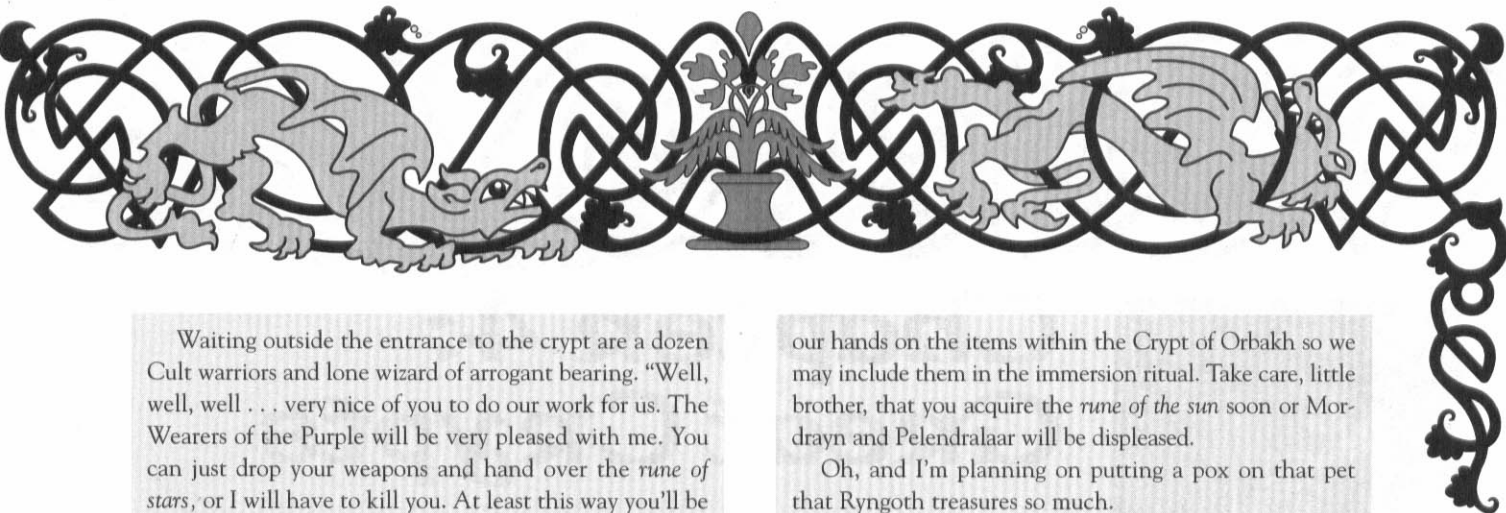 Waiting outside the entrance to the crypt are a dozen
Cult warriors and lone wizard of arrogant bearing. “Well,
well, well . . . very nice of you to do our work for us. The
Wearers of the Purple will be very pleased with me. You
can just drop your weapons and hand over the rune of
stars, or I will have to kill you. At least this way you’ll be
our hands on the items within the Crypt of Orbakh so we
may include them in the immersion ritual. Take care, little
brother, that you acquire the rune of the sun soon or Mor-
drayn and Pelendralaar will be displeased.
Oh, and I’m planning on putting a pox on that pet
that Ryngoth treasures so much.